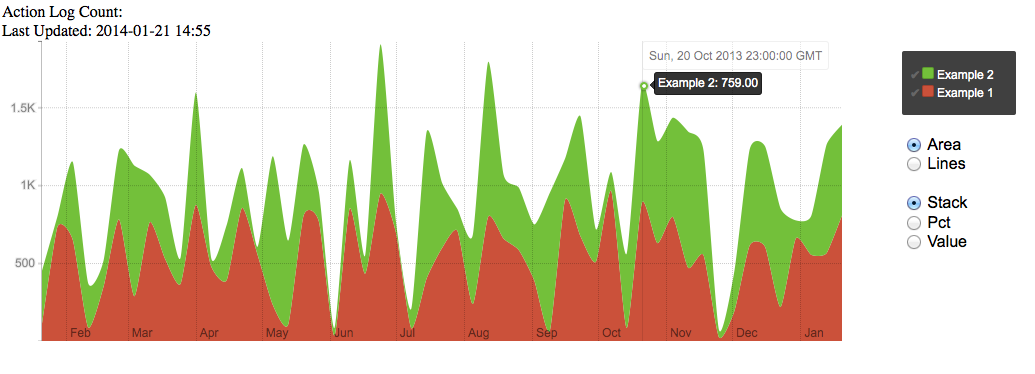 Action Log Count:
Last Updated: 2014-01-21 14:55
Sun, 20 Oct 2013 23:00:00 GMT
Example 2: 759.00
Example 2
Example 1
1.5K
1K
500
Feb Mar Apr May Jun Jul Aug Sep Oct Nov Dec Jan
Area
Lines
Stack
Pct
Value